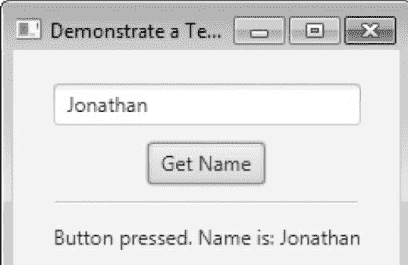 Demonstrate a Te...
Jonathan
Get Name
Button pressed. Name is: Jonathan